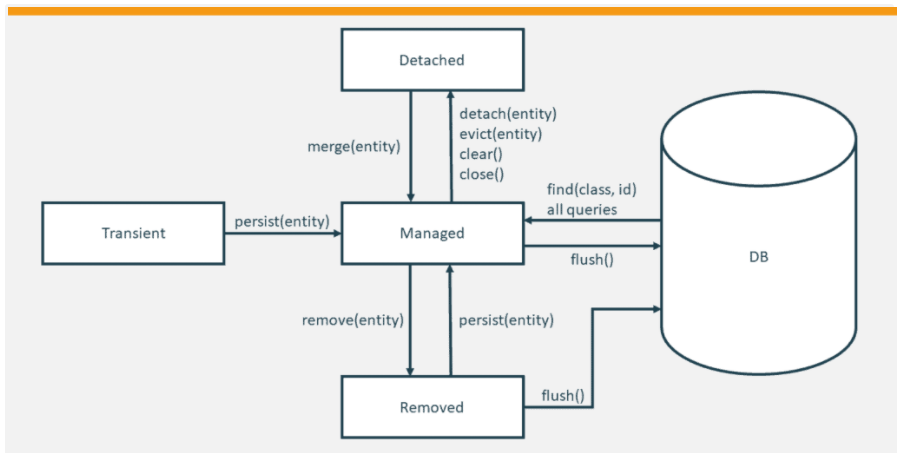 Detached
merge(entity)
detach(entity)
evict(entity)
clear()
close()
find(class, id)
all queries
Transient
persist(entity)
Managed
flush()
DB
remove(entity)
persist(entity)
Removed
flush()